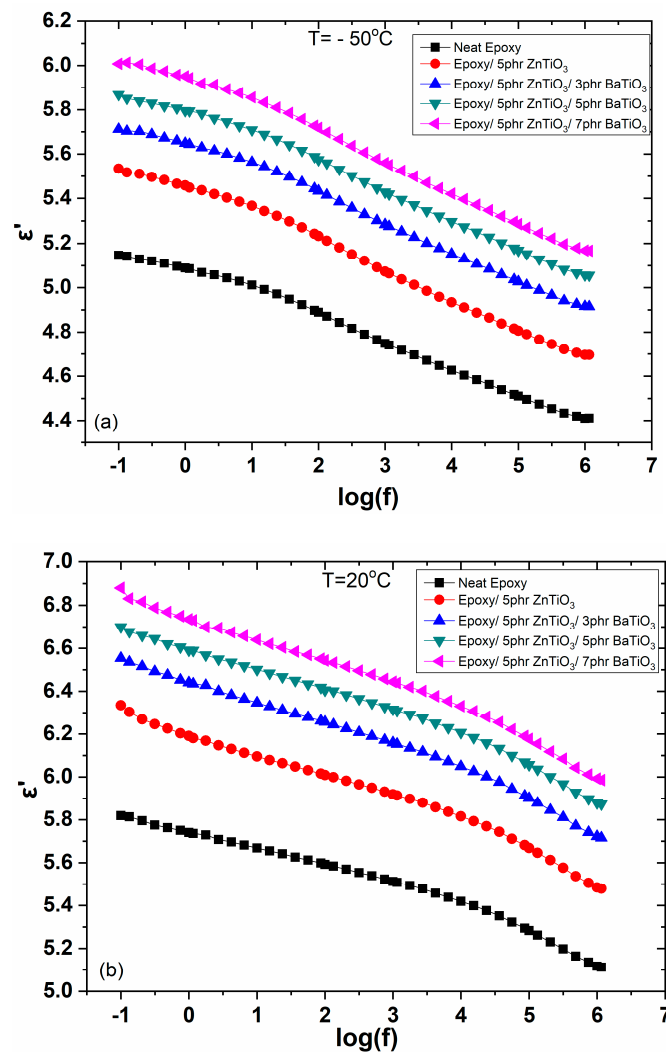 T= - 50°C
Neat Epoxy
Epoxy/ 5phr ZnTiO₃
Epoxy/ 5phr ZnTiO₃/ 3phr BaTiO₃
Epoxy/ 5phr ZnTiO₃/ 5phr BaTiO₃
Epoxy/ 5phr ZnTiO₃/ 7phr BaTiO₃
6.2
6.0
5.8
5.6
5.4
5.2
5.0
4.8
4.6
4.4
ε'
(a)
-1 0 1 2 3 4 5 6 7
log(f)
T=20°C
Neat Epoxy
Epoxy/ 5phr ZnTiO₃
Epoxy/ 5phr ZnTiO₃/ 3phr BaTiO₃
Epoxy/ 5phr ZnTiO₃/ 5phr BaTiO₃
Epoxy/ 5phr ZnTiO₃/ 7phr BaTiO₃
7.0
6.8
6.6
6.4
6.2
6.0
5.8
5.6
5.4
5.2
5.0
ε'
(b)
-1 0 1 2 3 4 5 6 7
log(f)